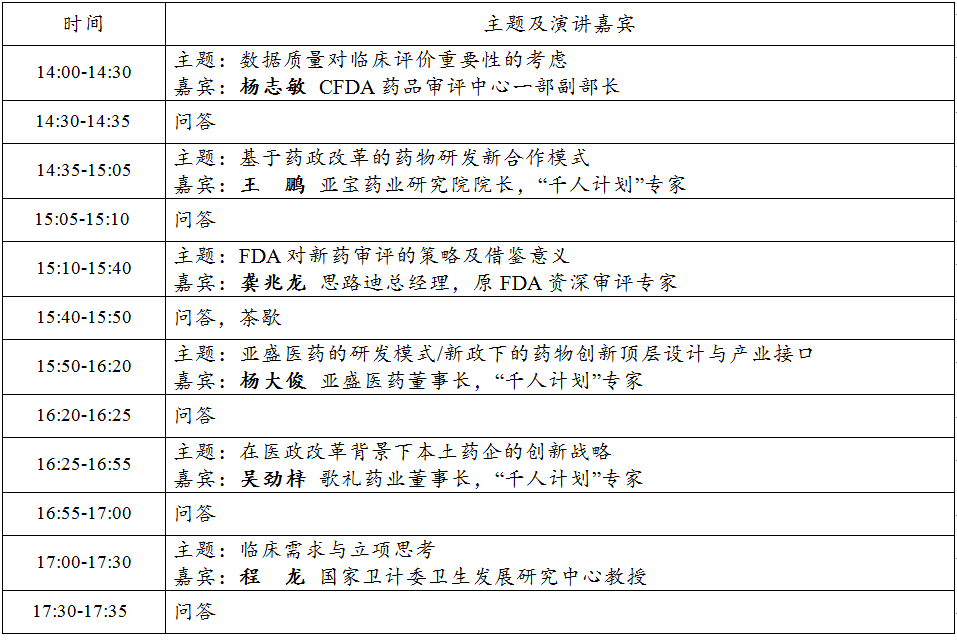 时间 主题及演讲嘉宾
14:00-14:30 主题：数据质量对临床评价重要性的考虑
嘉宾：杨志敏 CFDA 药品审评中心一部副部长
14:30-14:35 问答
14:35-15:05 主题：基于药政改革的药物研发新合作模式
嘉宾：王 鹏 亚宝药业研究院院长，“千人计划”专家
15:05-15:10 问答
15:10-15:40 主题：FDA 对新药审评的策略及借鉴意义
嘉宾：龚兆龙 思路迪总经理，原 FDA 资深审评专家
15:40-15:50 问答，茶歇
15:50-16:20 主题：亚盛医药的研发模式/新政下的药物创新顶层设计与产业接口
嘉宾：杨大俊 亚盛医药董事长，“千人计划”专家
16:20-16:25 问答
16:25-16:55 主题：在医政改革背景下本土药企的创新战略
嘉宾：吴劲梓 歌礼药业董事长，“千人计划”专家
16:55-17:00 问答
17:00-17:30 主题：临床需求与立项思考
嘉宾：程 龙 国家卫计委卫生发展研究中心教授
17:30-17:35 问答